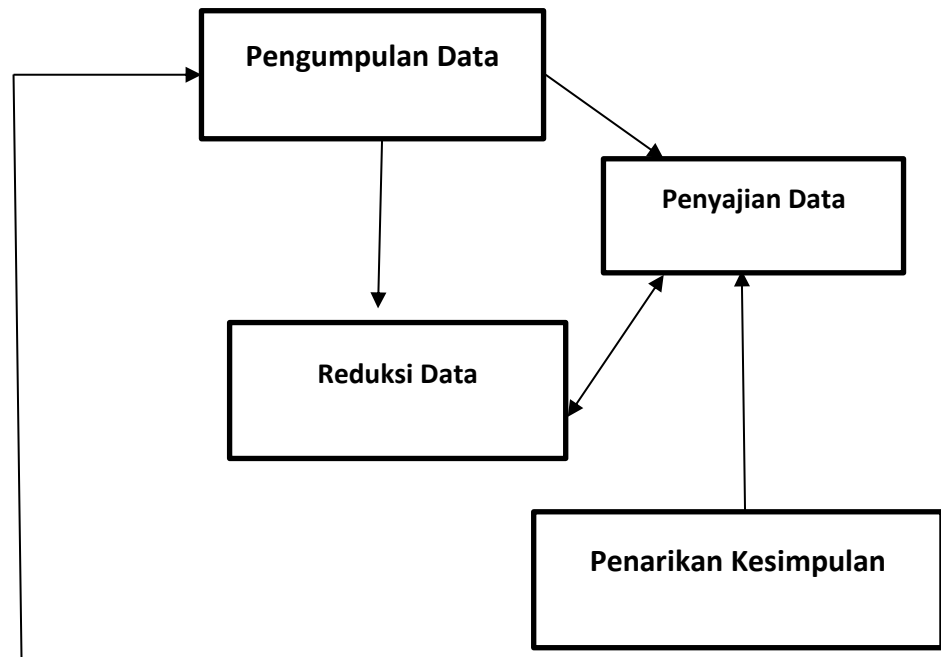 Pengumpulan Data
Penyajian Data
Reduksi Data
Penarikan Kesimpulan